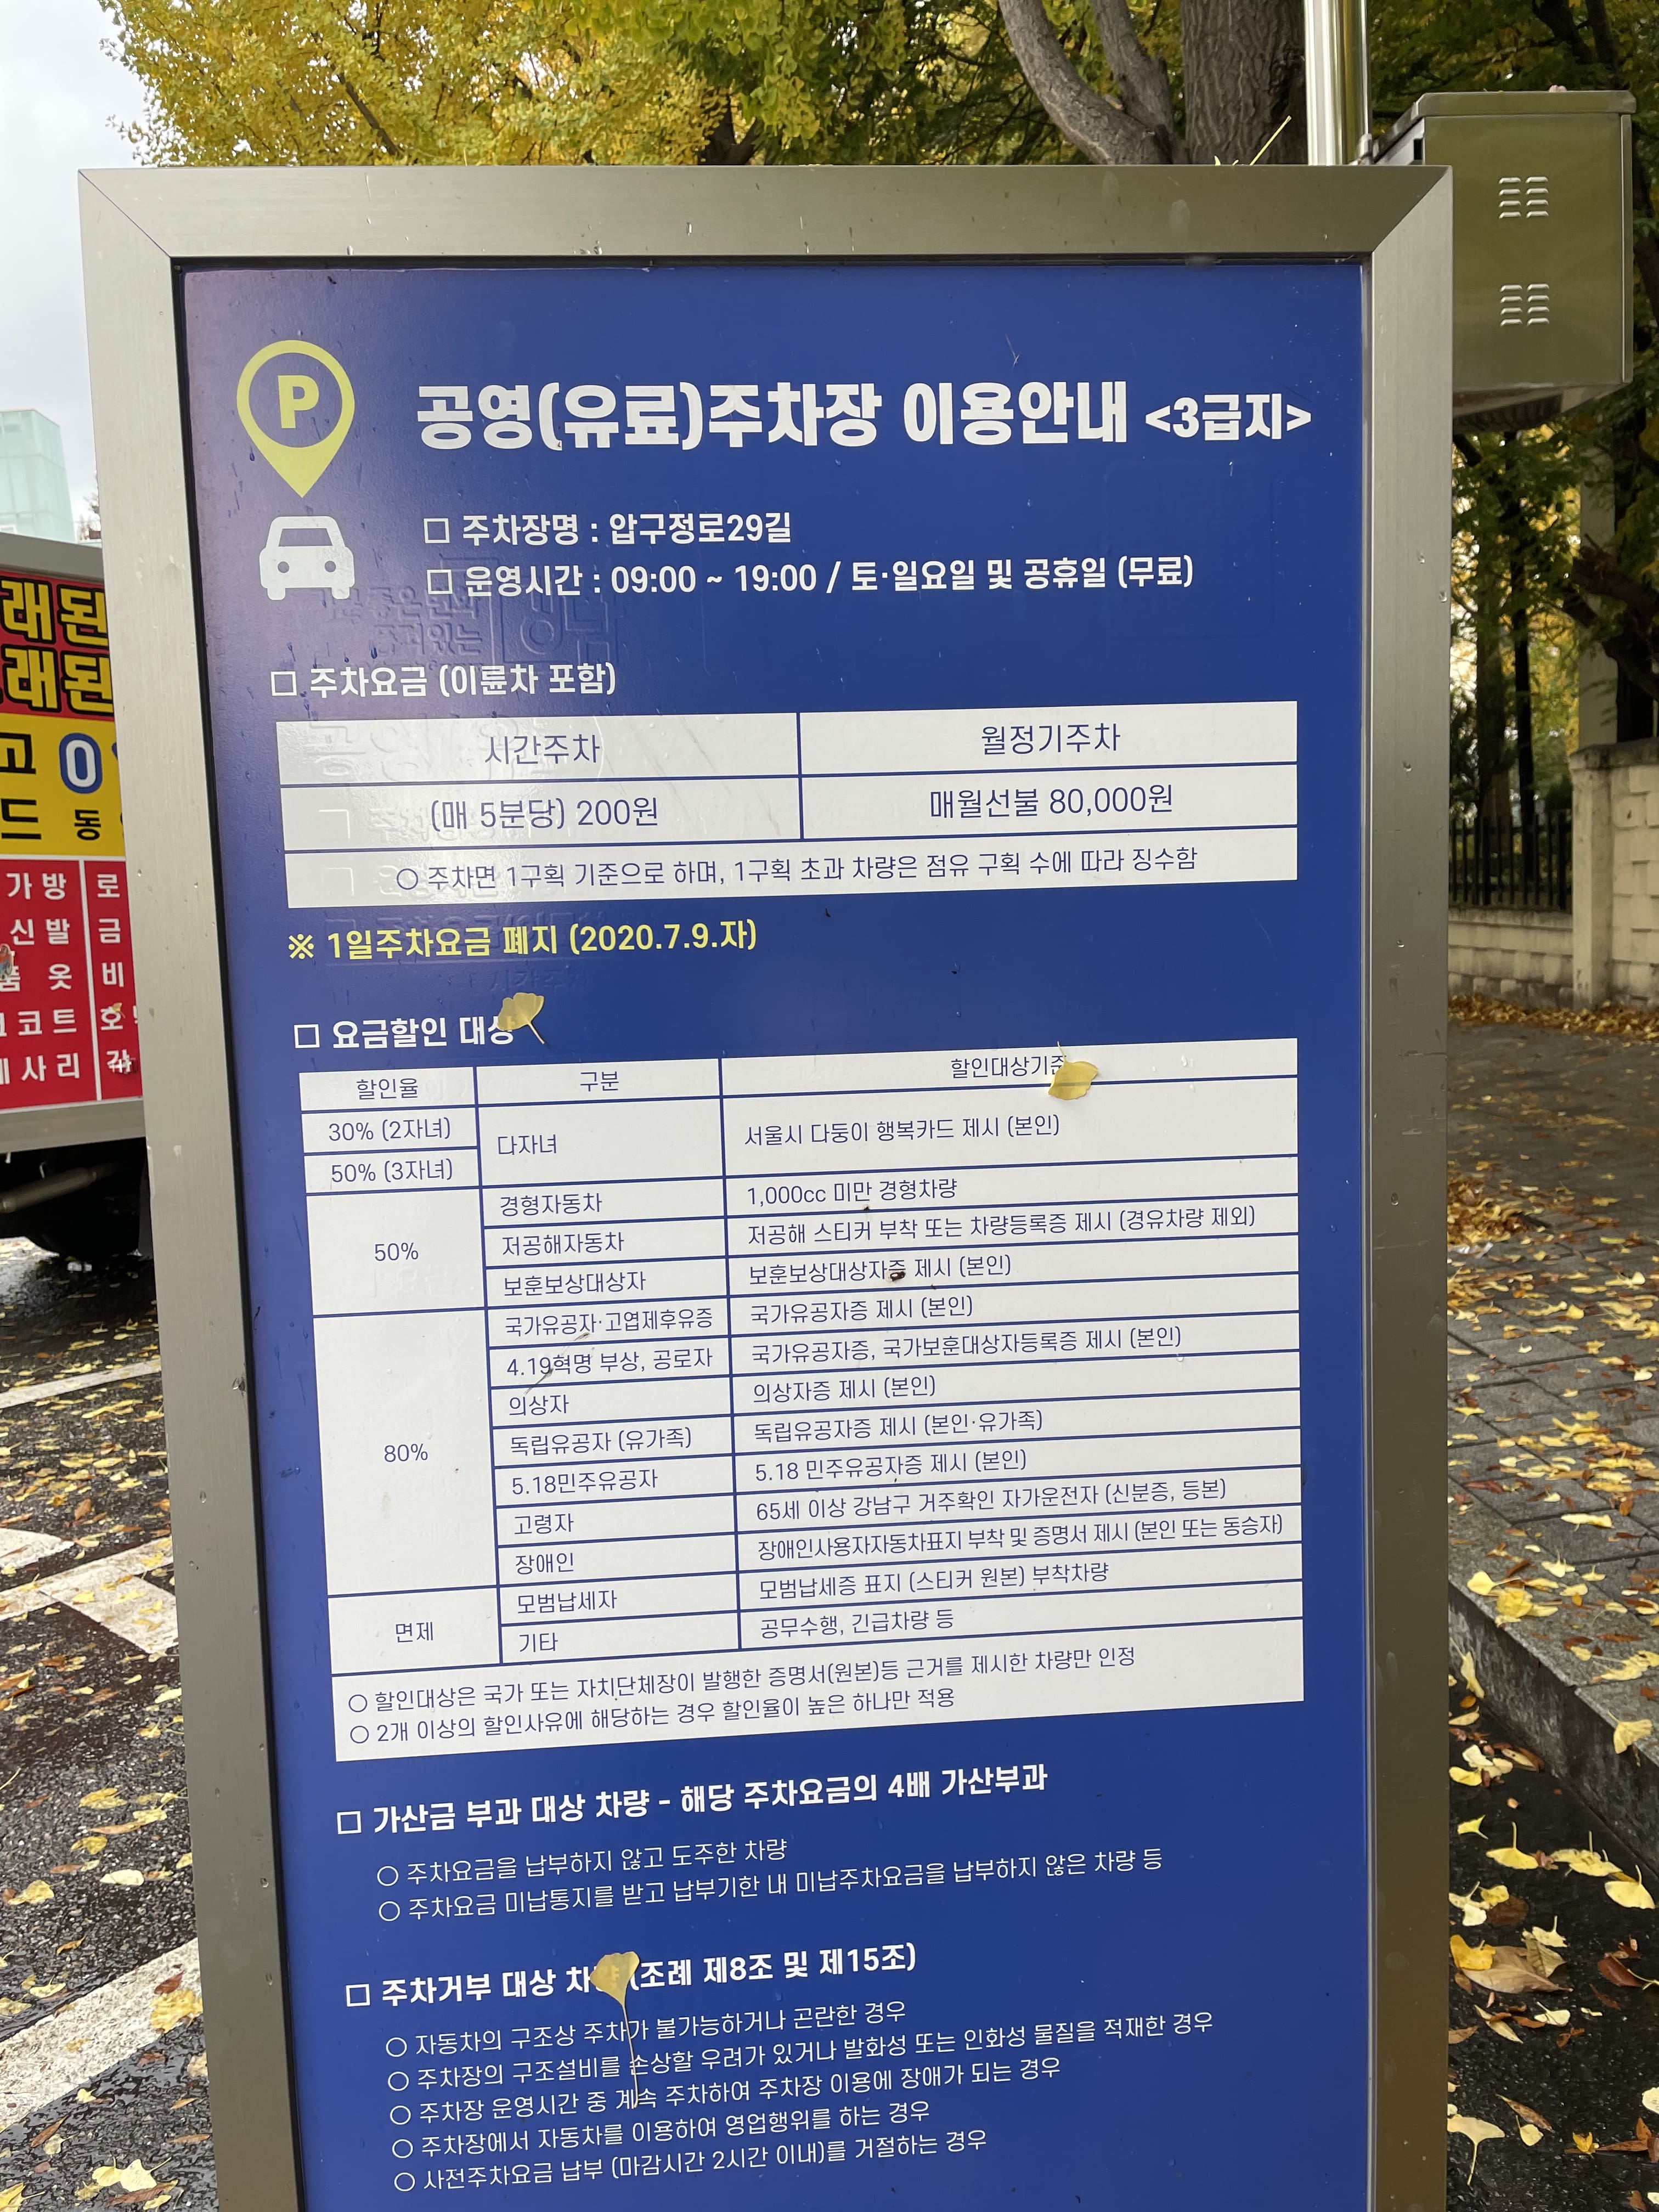 P
공영(유료)주차장 이용안내 <3급지>
□ 주차장명 : 압구정로29길
□ 운영시간 : 09:00 ~ 19:00 / 토·일요일 및 공휴일 (무료)
□ 주차요금 (이륜차 포함)
시간주차 월정기주차
(매 5분당) 200원 매월선불 80,000원
○ 주차면 1구획 기준으로 하며, 1구획 초과 차량은 점유 구획 수에 따라 징수함
※ 1일주차요금 폐지 (2020.7.9.자)
□ 요금할인 대상
할인율 구분 할인대상기준
30% (2자녀) 다자녀 서울시 다둥이 행복카드 제시 (본인)
50% (3자녀)
50% 경형자동차 1,000cc 미만 경형차량
저공해자동차 저공해 스티커 부착 또는 차량등록증 제시 (경유차량 제외)
보훈보상대상자 보훈보상대상자증 제시 (본인)
80% 국가유공자·고엽제후유증 국가유공자증 제시 (본인)
4.19혁명 부상, 공로자 국가유공자증, 국가보훈대상자등록증 제시 (본인)
의상자 의상자증 제시 (본인)
독립유공자 (유가족) 독립유공자증 제시 (본인·유가족)
5.18민주유공자 5.18 민주유공자증 제시 (본인)
고령자 65세 이상 강남구 거주확인 자가운전자 (신분증, 등본)
장애인 장애인사용자자동차표지 부착 및 증명서 제시 (본인 또는 동승자)
면제 모범납세자 모범납세증 표지 (스티커 원본) 부착차량
기타 공무수행, 긴급차량 등
○ 할인대상은 국가 또는 자치단체장이 발행한 증명서(원본)등 근거를 제시한 차량만 인정
○ 2개 이상의 할인사유에 해당하는 경우 할인율이 높은 하나만 적용
□ 가산금 부과 대상 차량 - 해당 주차요금의 4배 가산부과
○ 주차요금을 납부하지 않고 도주한 차량
○ 주차요금 미납통지를 받고 납부기한 내 미납주차요금을 납부하지 않은 차량 등
□ 주차거부 대상 차량 (조례 제8조 및 제15조)
○ 자동차의 구조상 주차가 불가능하거나 곤란한 경우
○ 주차장의 구조설비를 손상할 우려가 있거나 발화성 또는 인화성 물질을 적재한 경우
○ 주차장 운영시간 중 계속 주차하여 주차장 이용에 장애가 되는 경우
○ 주차장에서 자동차를 이용하여 영업행위를 하는 경우
○ 사전주차요금 납부 (마감시간 2시간 이내)를 거절하는 경우
래된
래된
고
드 동
가방 로
신발 금
옷 비
코트 호
사리